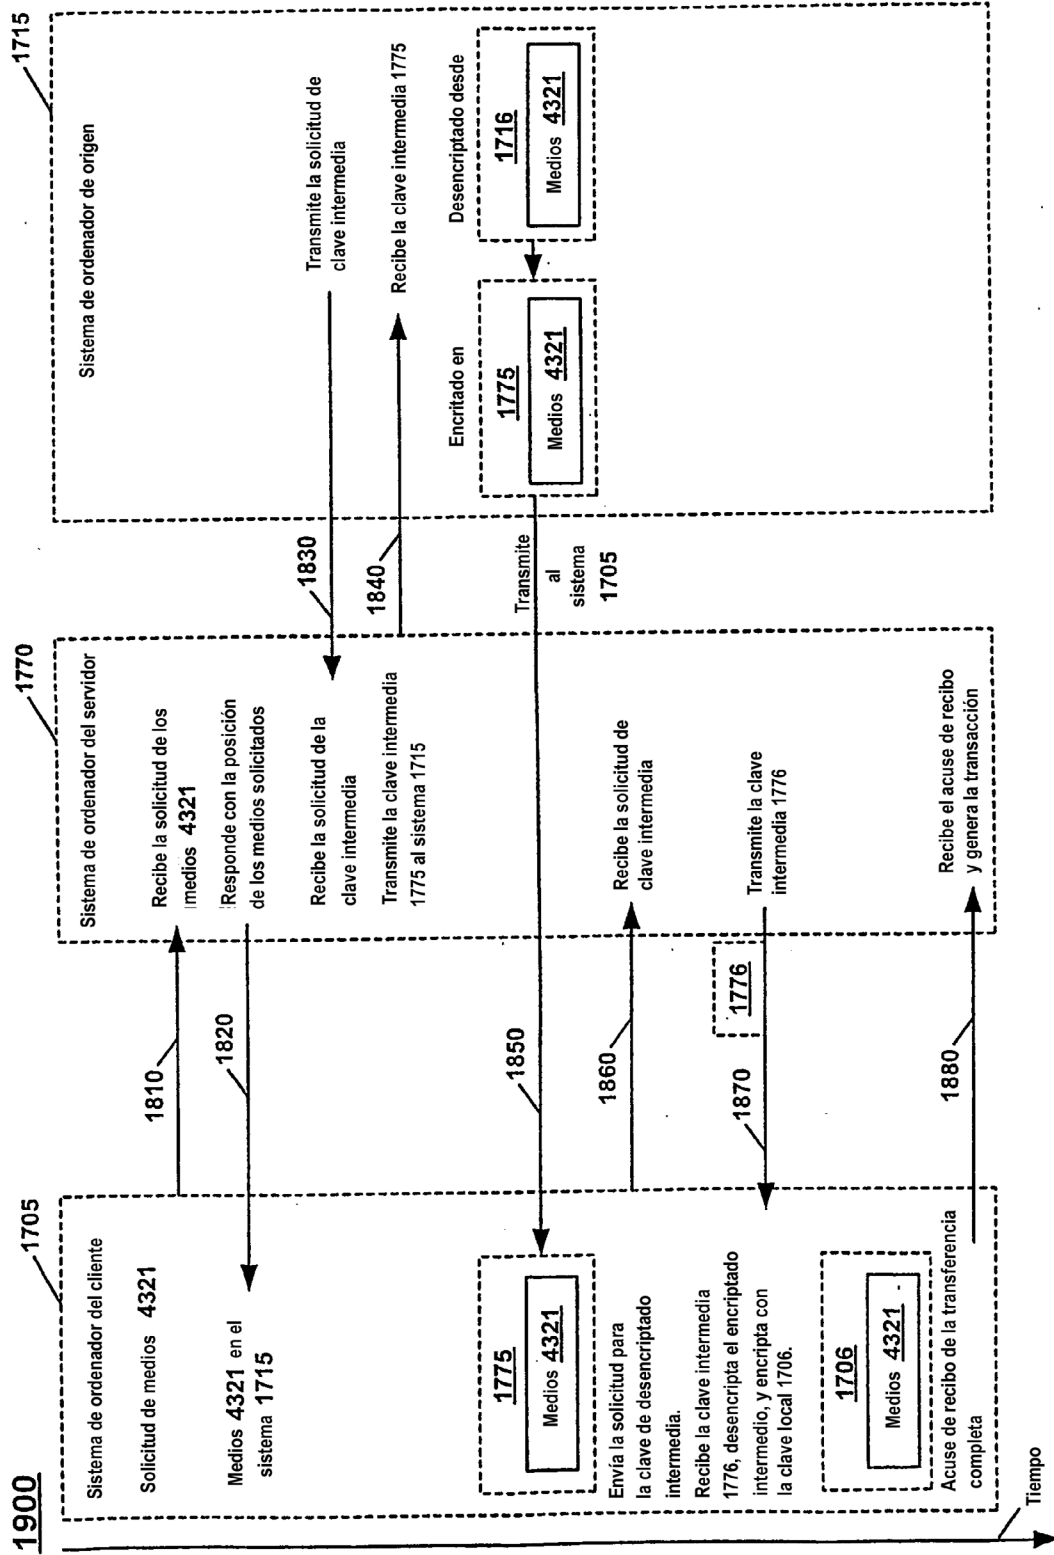 1900
1705
Sistema de ordenador del cliente
Solicitud de medios 4321
Medios 4321 en el
sistema 1715
1775
Medios 4321
Envía la solicitud para
la clave de desencriptado
intermedia.
Recibe la clave intermedia
1776, desencripta el encriptado
intermedio, y encripta con
la clave local 1706.
1706
Medios 4321
Acuse de recibo de la transferencia
completa
Tiempo
1810
1820
1850
1860
1870
1776
1880
1770
Sistema de ordenador del servidor
Recibe la solicitud de los
medios 4321
Responde con la posición
de los medios solicitados
Recibe la solicitud de la
clave intermedia
Transmite la clave intermedia
1775 al sistema 1715
Recibe la solicitud de
clave intermedia
Transmite la clave
intermedia 1776
Recibe el acuse de recibo
y genera la transacción
1830
1840
Transmite
al
sistema
1705
1715
Sistema de ordenador de origen
Transmite la solicitud de
clave intermedia
Recibe la clave intermedia 1775
Encritado en
1775
Medios 4321
Desencriptado desde
1716
Medios 4321